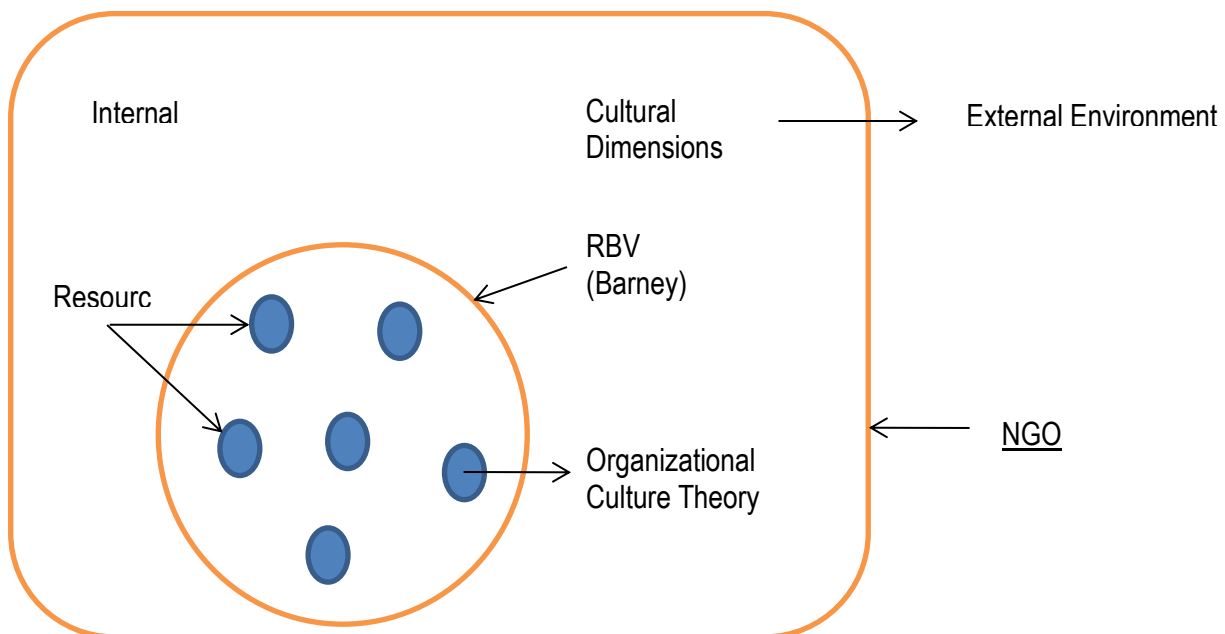 Internal
Cultural
Dimensions
External Environment
RBV
(Barney)
Resourc
NGO
Organizational
Culture Theory